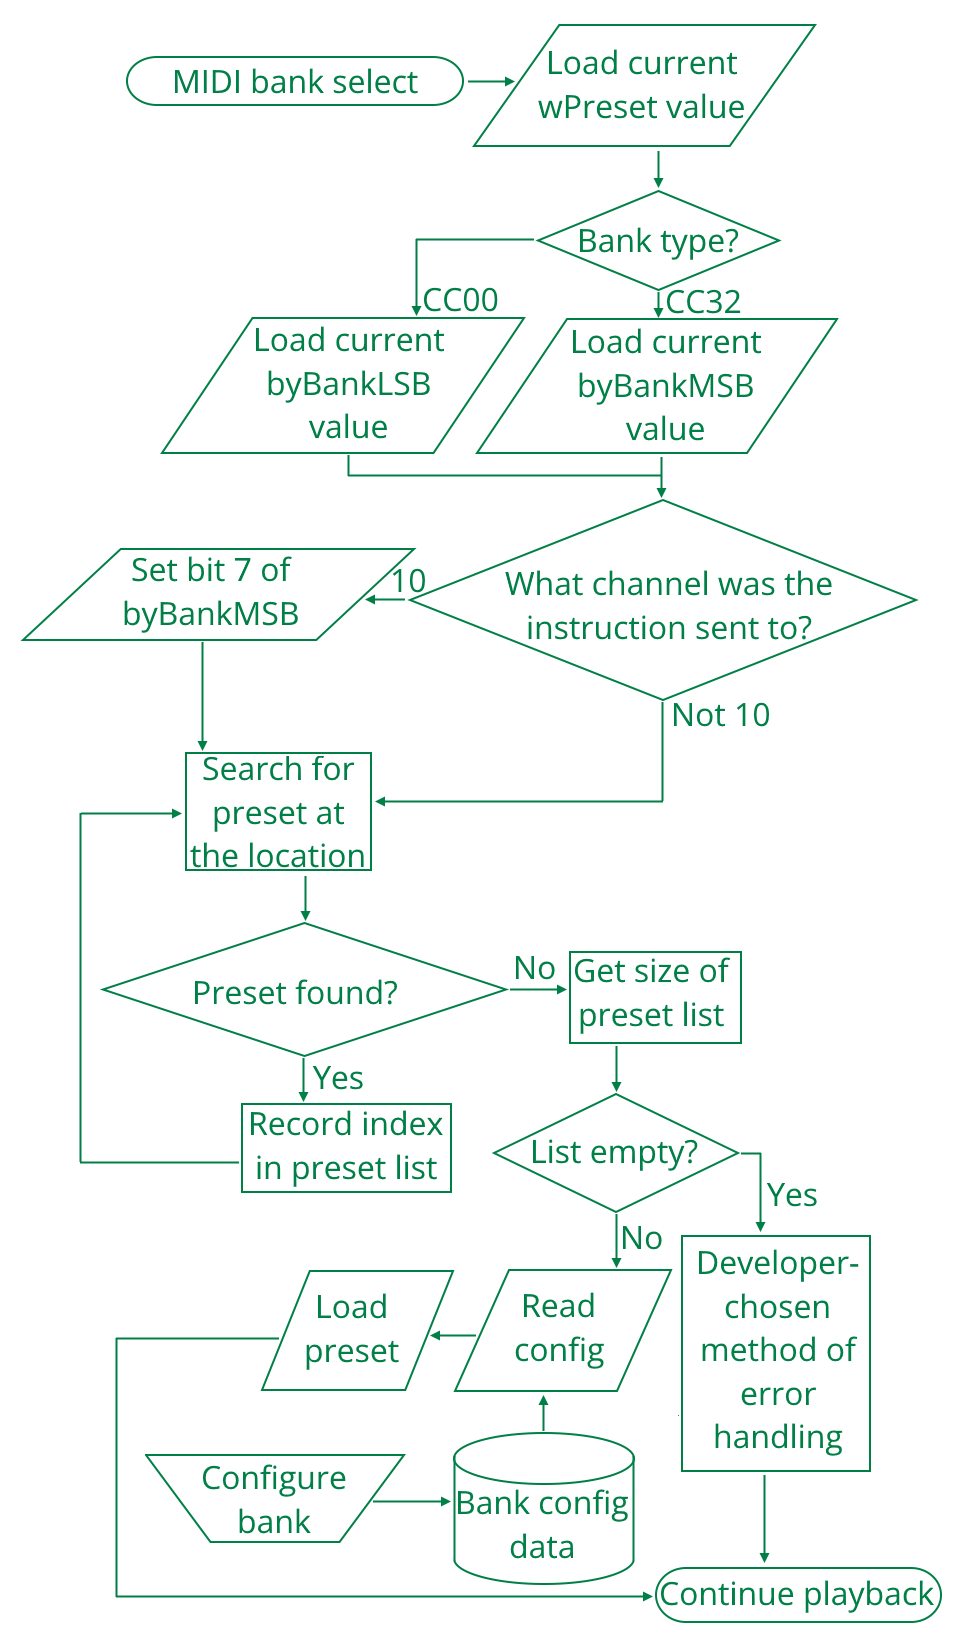 MIDI bank select
Load current
wPreset value
Bank type?
CC00
CC32
Load current
byBankLSB
value
Load current
byBankMSB
value
Set bit 7 of
byBankMSB
10
What channel was the
instruction sent to?
Not 10
Search for
preset at
the location
Preset found?
No
Get size of
preset list
Yes
Record index
in preset list
List empty?
Yes
No
Developer-
chosen
method of
error
handling
Load
preset
Read
config
Configure
bank
Bank config
data
Continue playback